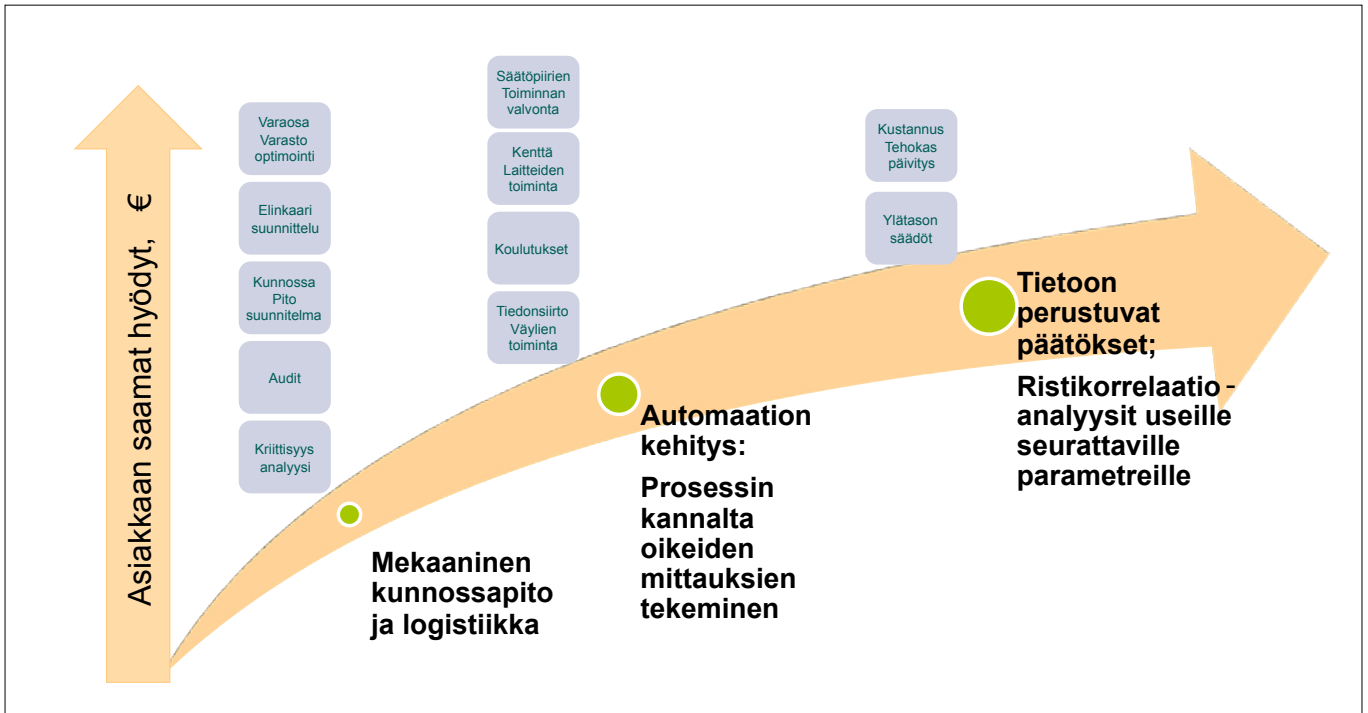 Asiakkaan saamat hyödyt, €
Varaosa
Varasto
optimointi
Elinkaari
suunnittelu
Kunnossa
Pito
suunnitelma
Audit
Kriittisyys
analyysi
Mekaaninen
kunnossapito
ja logistiikka
Säätöpiirien
Toiminnan
valvonta
Kenttä
Laitteiden
toiminta
Koulutukset
Tiedonsiirto
Väylien
toiminta
Automaation
kehitys:
Prosessin
kannalta
oikeiden
mittauksien
tekeminen
Kustannus
Tehokas
päivitys
Ylätason
säädöt
Tietoon
perustuvat
päätökset;
Ristikorrelaatio-
analyysit useille
seurattaville
parametreille